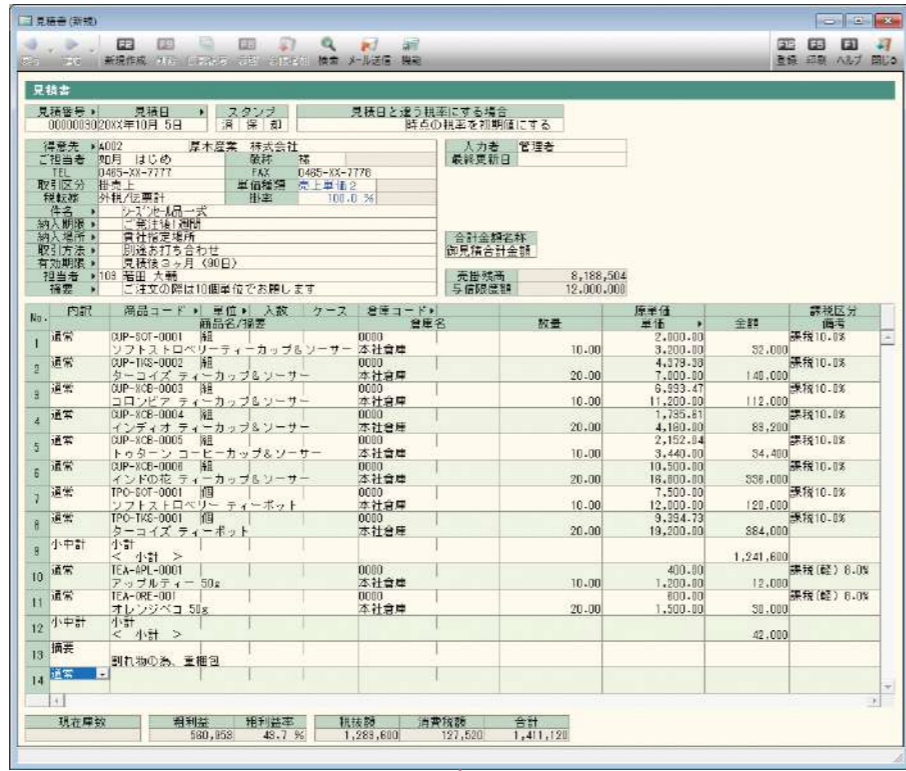 見積書(新規)
F2 F12 F3 F1
新規作成 検索 メール送信 機能 登録 印刷 ヘルプ 閉じる
見積書
見積番号 見積日 スタンプ 見積日と違う税率にする場合
00000030 20XX年10月 5日 済 保 却 時点の税率を初期値にする
得意先 A002 厚木産業 株式会社 入力者 管理者
ご担当者 如月 はじめ 敬称 様 最終更新日
TEL 0465-XX-7777 FAX 0465-XX-7778
取引区分 掛売上 単価種類 売上単価2
税転嫁 外税/伝票計 掛率 100.0 %
件名 シーズンセール品一式
納入期限 ご発注後1週間
納入場所 貴社指定場所 合計金額名称
取引方法 別途お打ち合わせ 御見積合計金額
有効期限 見積後3ヶ月(90日)
担当者 103 若田 大輔 売掛残高 8,188,504
摘要 ご注文の際は10個単位でお願します 与信限度額 12,000,000
No. 内訳 商品コード 単位 入数 ケース 倉庫コード 原単価 課税区分
商品名/摘要 倉庫名 数量 単価 金額 備考
1 通常 CUP-SOT-0001 組 0000 2,000.00 課税10.0%
ソフトストロベリーティーカップ&ソーサー 本社倉庫 10.00 3,200.00 32,000
2 通常 CUP-TKS-0002 組 0000 4,379.38 課税10.0%
ターコイズ ティーカップ&ソーサー 本社倉庫 20.00 7,000.00 140,000
3 通常 CUP-XCB-0003 組 0000 6,993.47 課税10.0%
コロンビア ティーカップ&ソーサー 本社倉庫 10.00 11,200.00 112,000
4 通常 CUP-XCB-0004 組 0000 1,735.61 課税10.0%
インディオ ティーカップ&ソーサー 本社倉庫 20.00 4,160.00 83,200
5 通常 CUP-XCB-0005 組 0000 2,152.84 課税10.0%
トゥターン コーヒーカップ&ソーサー 本社倉庫 10.00 3,440.00 34,400
6 通常 CUP-XCB-0006 組 0000 10,500.00 課税10.0%
インドの花 ティーカップ&ソーサー 本社倉庫 20.00 16,800.00 336,000
7 通常 TPO-SOT-0001 個 0000 7,500.00 課税10.0%
ソフトストロベリー ティーポット 本社倉庫 10.00 12,000.00 120,000
8 通常 TPO-TKS-0001 個 0000 9,394.73 課税10.0%
ターコイズ ティーポット 本社倉庫 20.00 19,200.00 384,000
9 小中計 小計
< 小計 > 1,241,600
10 通常 TEA-APL-0001 0000 400.00 課税(軽) 8.0%
アップルティー 50g 本社倉庫 10.00 1,200.00 12,000
11 通常 TEA-ORE-001 0000 600.00 課税(軽) 8.0%
オレンジペコ 50g 本社倉庫 20.00 1,500.00 30,000
12 小中計 小計
< 小計 > 42,000
13 摘要
割れ物の為、重梱包
14 通常
現在庫数 粗利益 粗利益率 税抜額 消費税額 合計
560,953 43.7 % 1,283,600 127,520 1,411,120